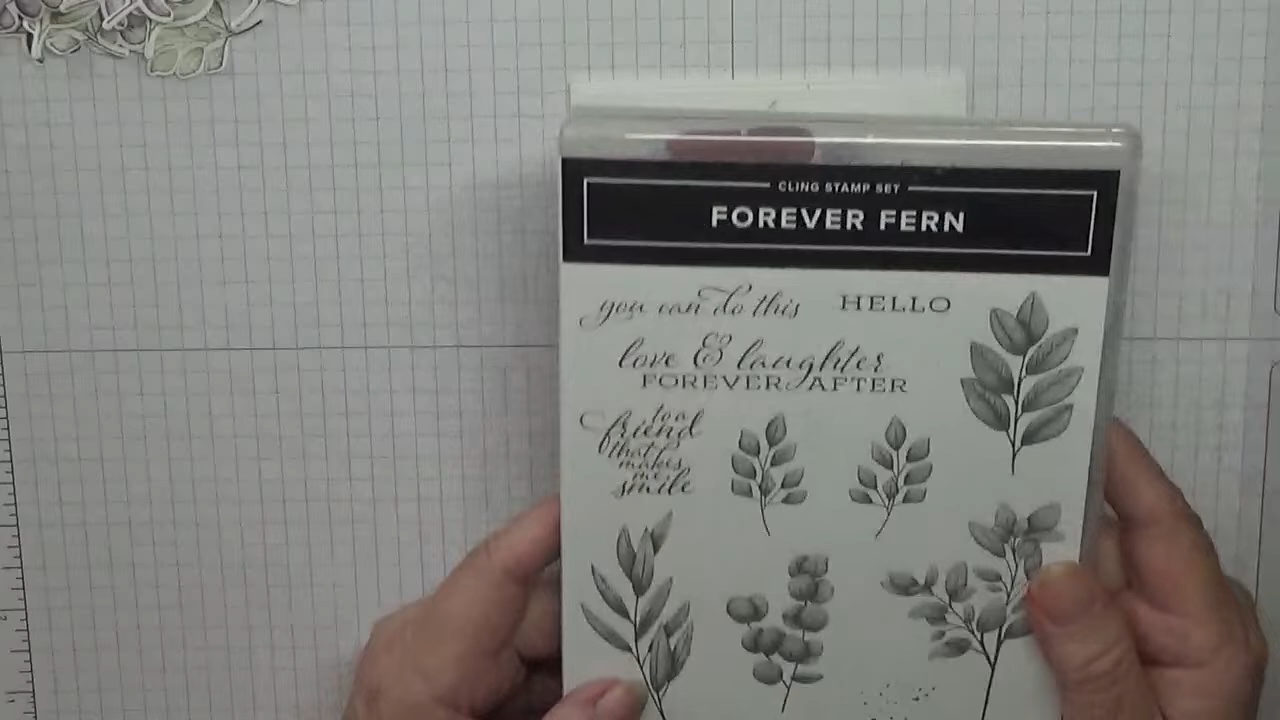 CLING STAMP SET
FOREVER FERN
you can do this
HELLO
love & laughter
FOREVER AFTER
to a
friend
that
makes
me
smile